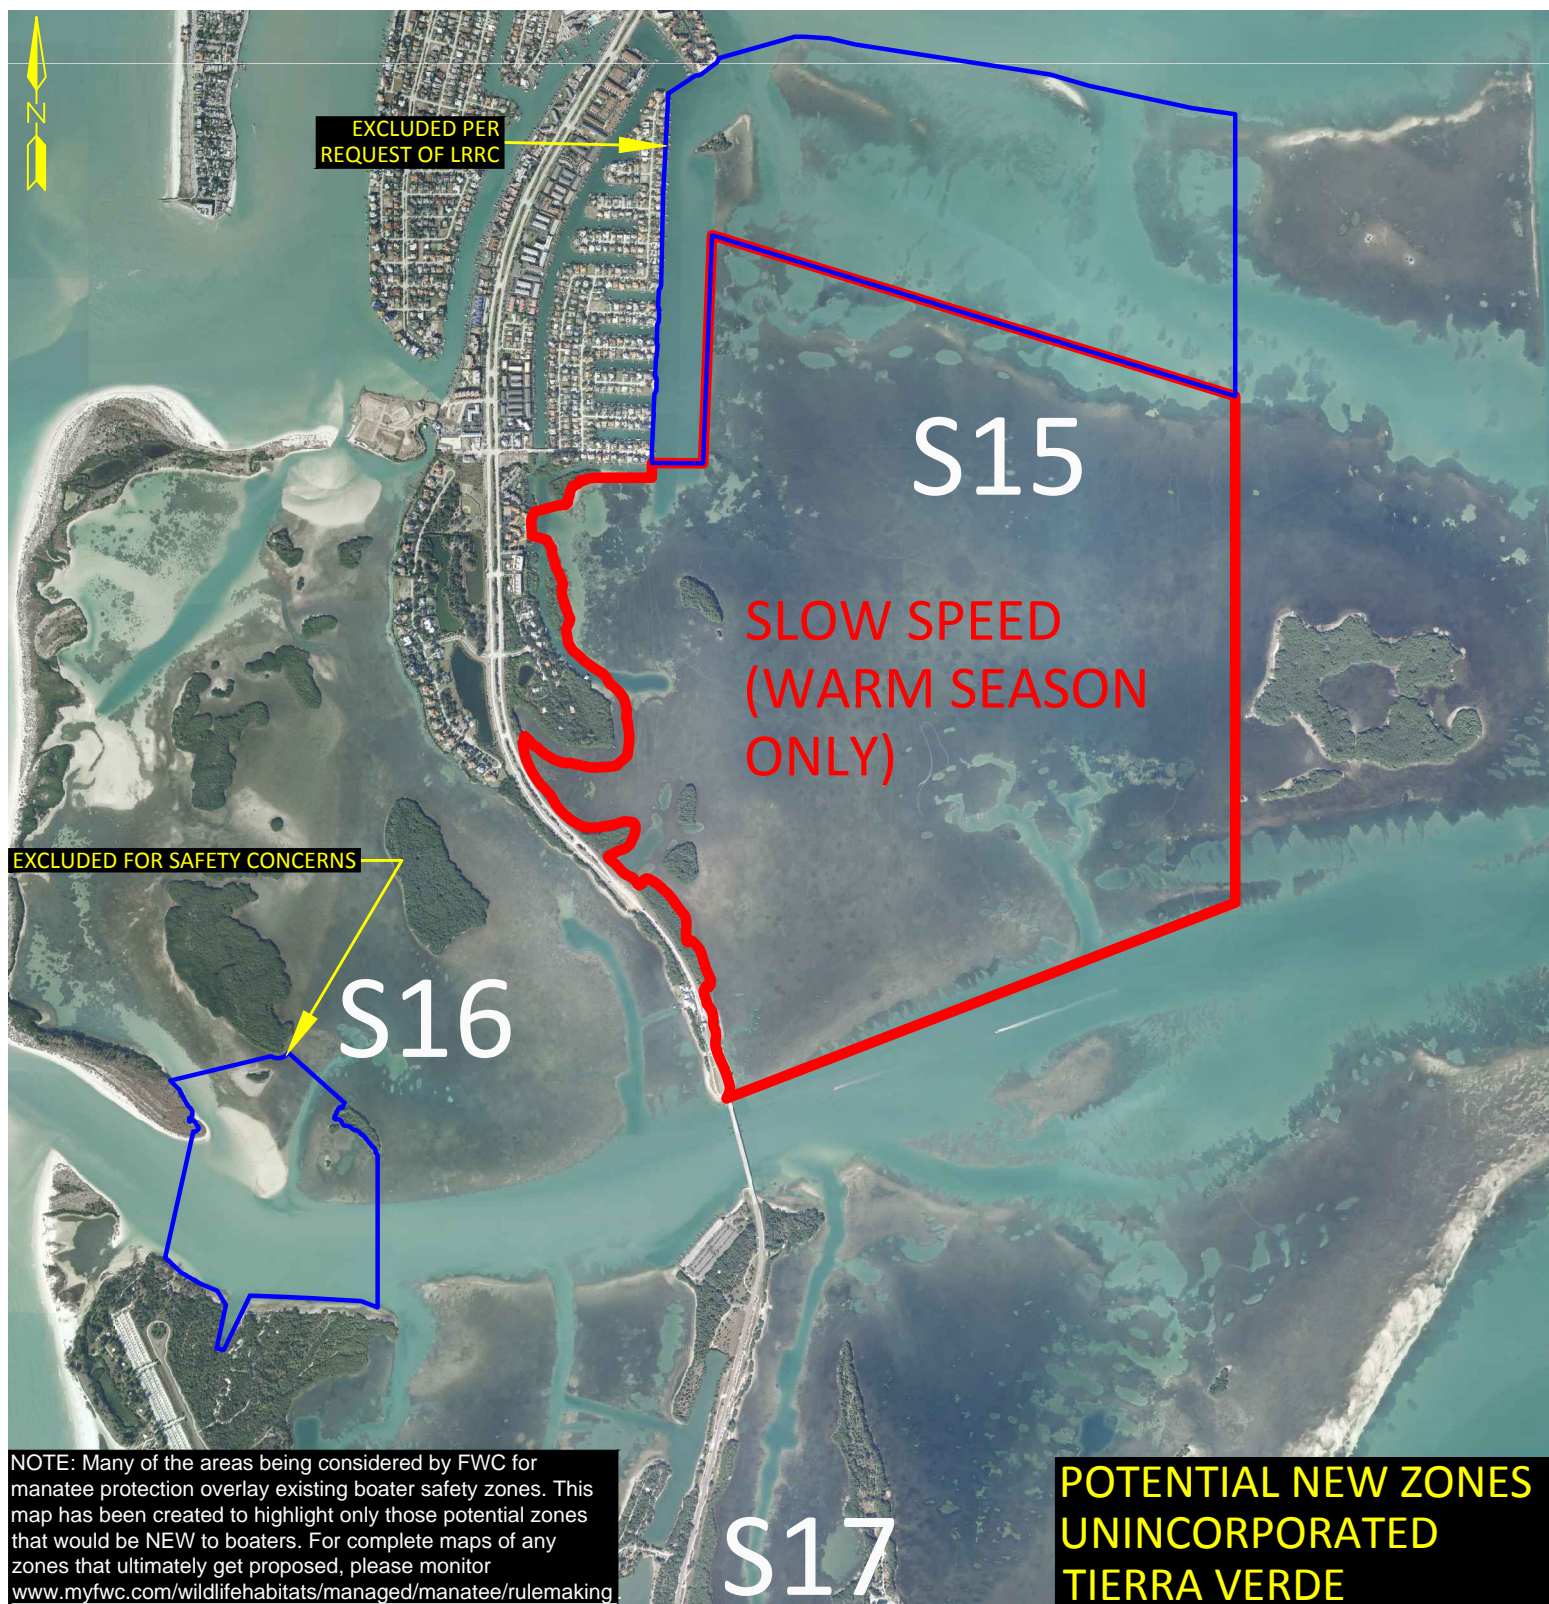 N
EXCLUDED PER
REQUEST OF LRRC
S15
SLOW SPEED
(WARM SEASON
ONLY)
EXCLUDED FOR SAFETY CONCERNS
S16
NOTE: Many of the areas being considered by FWC for
manatee protection overlay existing boater safety zones. This
map has been created to highlight only those potential zones
that would be NEW to boaters. For complete maps of any
zones that ultimately get proposed, please monitor
www.myfwc.com/wildlifehabitats/managed/manatee/rulemaking.
S17
POTENTIAL NEW ZONES
UNINCORPORATED
TIERRA VERDE